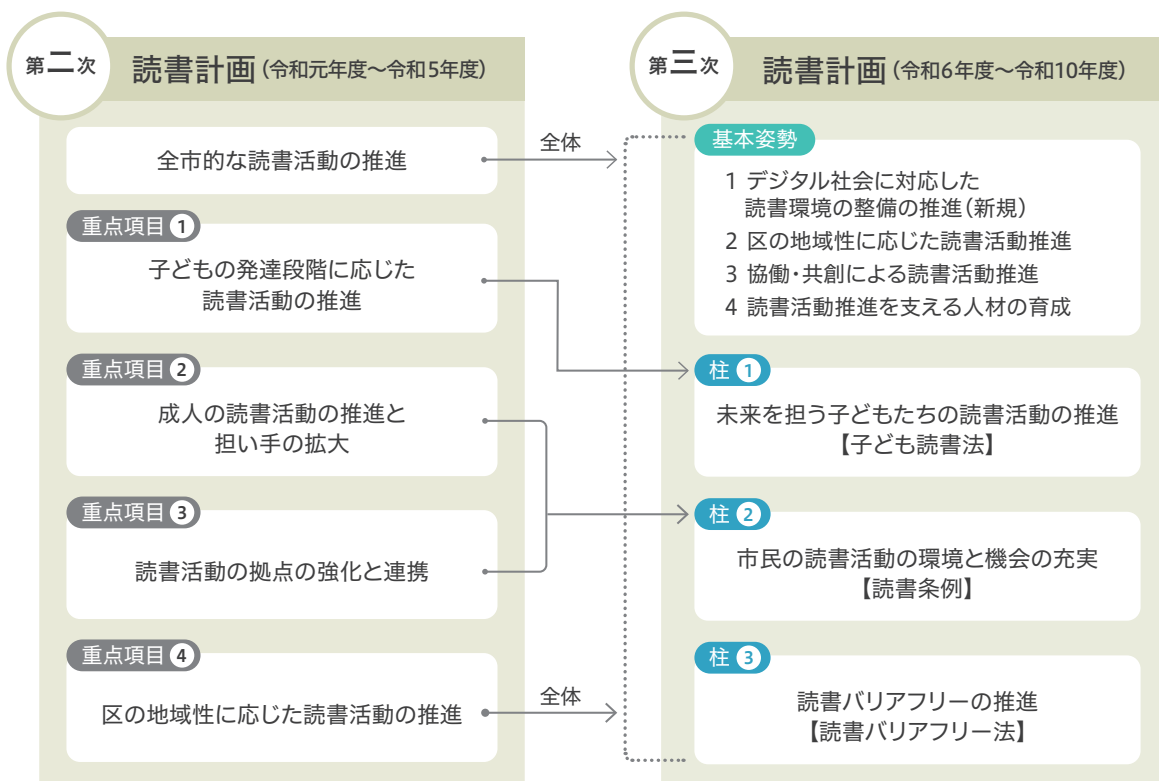 第二次 読書計画(令和元年度～令和5年度)
全市的な読書活動の推進
重点項目 1
子どもの発達段階に応じた
読書活動の推進
重点項目 2
成人の読書活動の推進と
担い手の拡大
重点項目 3
読書活動の拠点の強化と連携
重点項目 4
区の地域性に応じた読書活動の推進
全体
全体
第三次 読書計画(令和6年度～令和10年度)
基本姿勢
1 デジタル社会に対応した
読書環境の整備の推進(新規)
2 区の地域性に応じた読書活動推進
3 協働・共創による読書活動推進
4 読書活動推進を支える人材の育成
柱 1
未来を担う子どもたちの読書活動の推進
【子ども読書法】
柱 2
市民の読書活動の環境と機会の充実
【読書条例】
柱 3
読書バリアフリーの推進
【読書バリアフリー法】